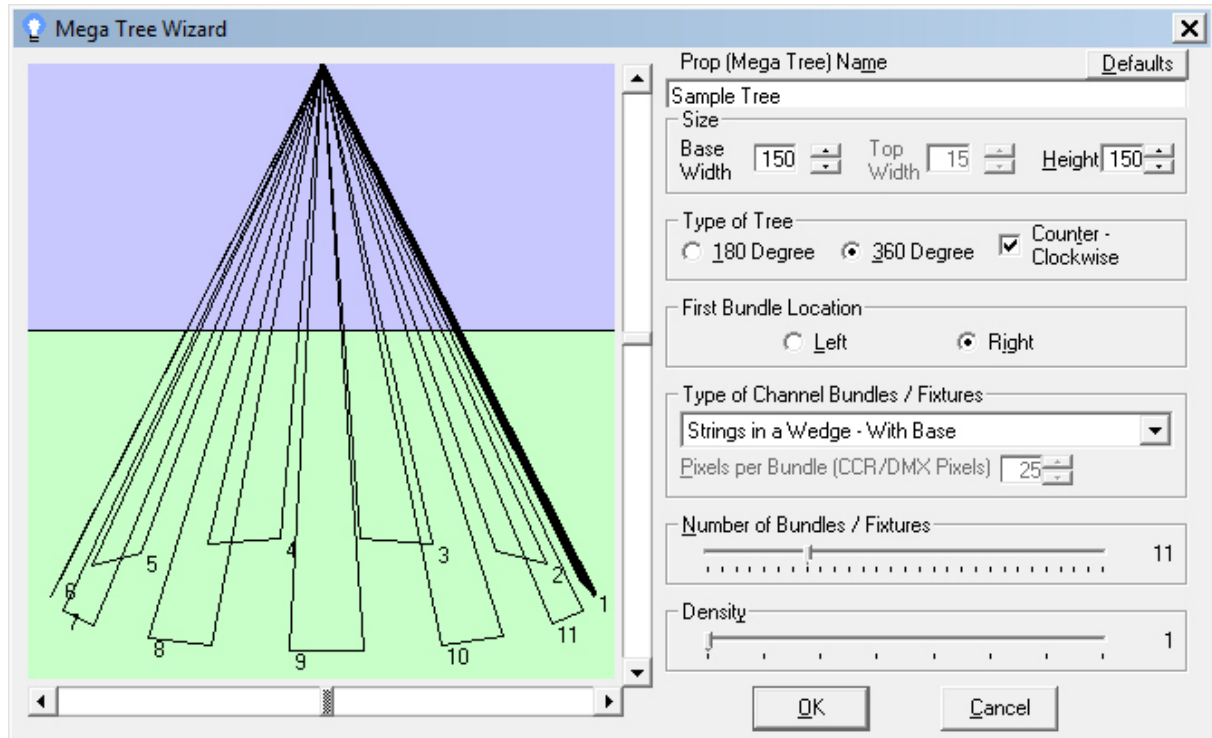 Mega Tree Wizard
Prop (Mega Tree) Name
Defaults
Sample Tree
Size
Base Width 150
Top Width 15
Height 150
Type of Tree
180 Degree
360 Degree
Counter - Clockwise
First Bundle Location
Left
Right
Type of Channel Bundles / Fixtures
Strings in a Wedge - With Base
Pixels per Bundle (CCR/DMX Pixels) 25
Number of Bundles / Fixtures
11
Density
1
OK
Cancel
4
3
5
2
6
1
7
11
8
9
10